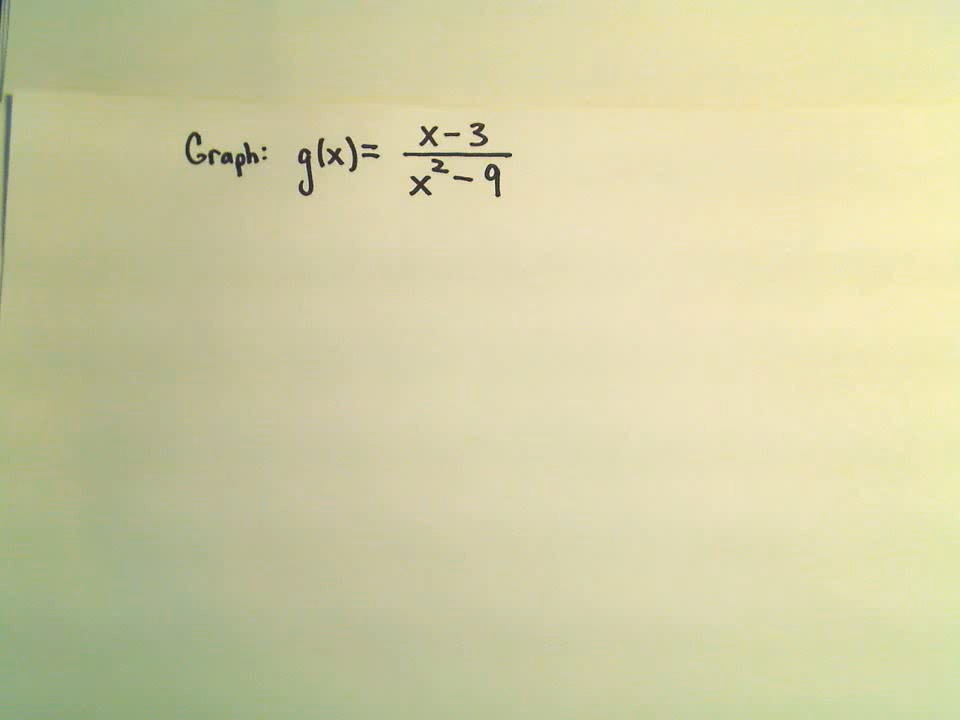 Graph: g(x) = x - 3 / x² - 9